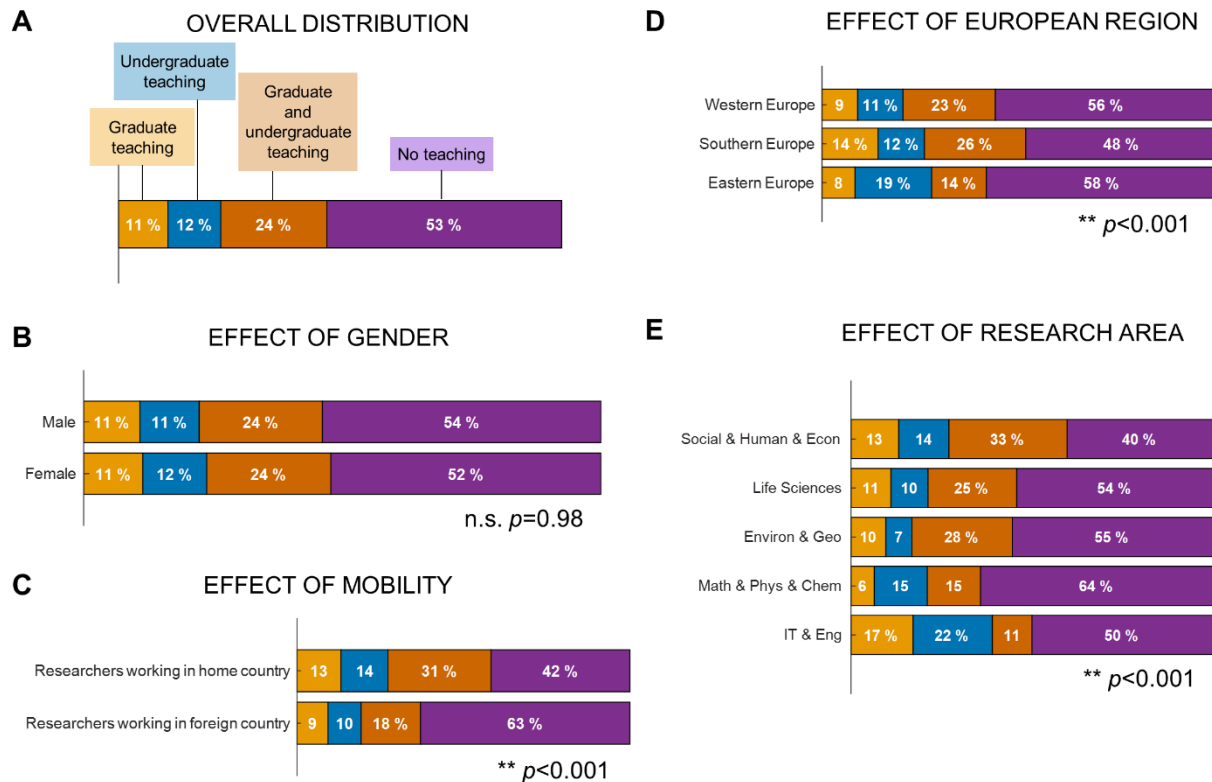 A
OVERALL DISTRIBUTION
Undergraduate
teaching
Graduate
teaching
Graduate
and
undergraduate
teaching
No teaching
11 % 12 % 24 % 53 %
B
EFFECT OF GENDER
Male 11 % 11 % 24 % 54 %
Female 11 % 12 % 24 % 52 %
n.s. p=0.98
C
EFFECT OF MOBILITY
Researchers working in home country 13 14 31 % 42 %
Researchers working in foreign country 9 10 18 % 63 %
** p<0.001
D
EFFECT OF EUROPEAN REGION
Western Europe 9 11 % 23 % 56 %
Southern Europe 14 % 12 % 26 % 48 %
Eastern Europe 8 19 % 14 % 58 %
** p<0.001
E
EFFECT OF RESEARCH AREA
Social & Human & Econ 13 14 33 % 40 %
Life Sciences 11 10 25 % 54 %
Environ & Geo 10 7 28 % 55 %
Math & Phys & Chem 6 15 15 64 %
IT & Eng 17 % 22 % 11 50 %
** p<0.001